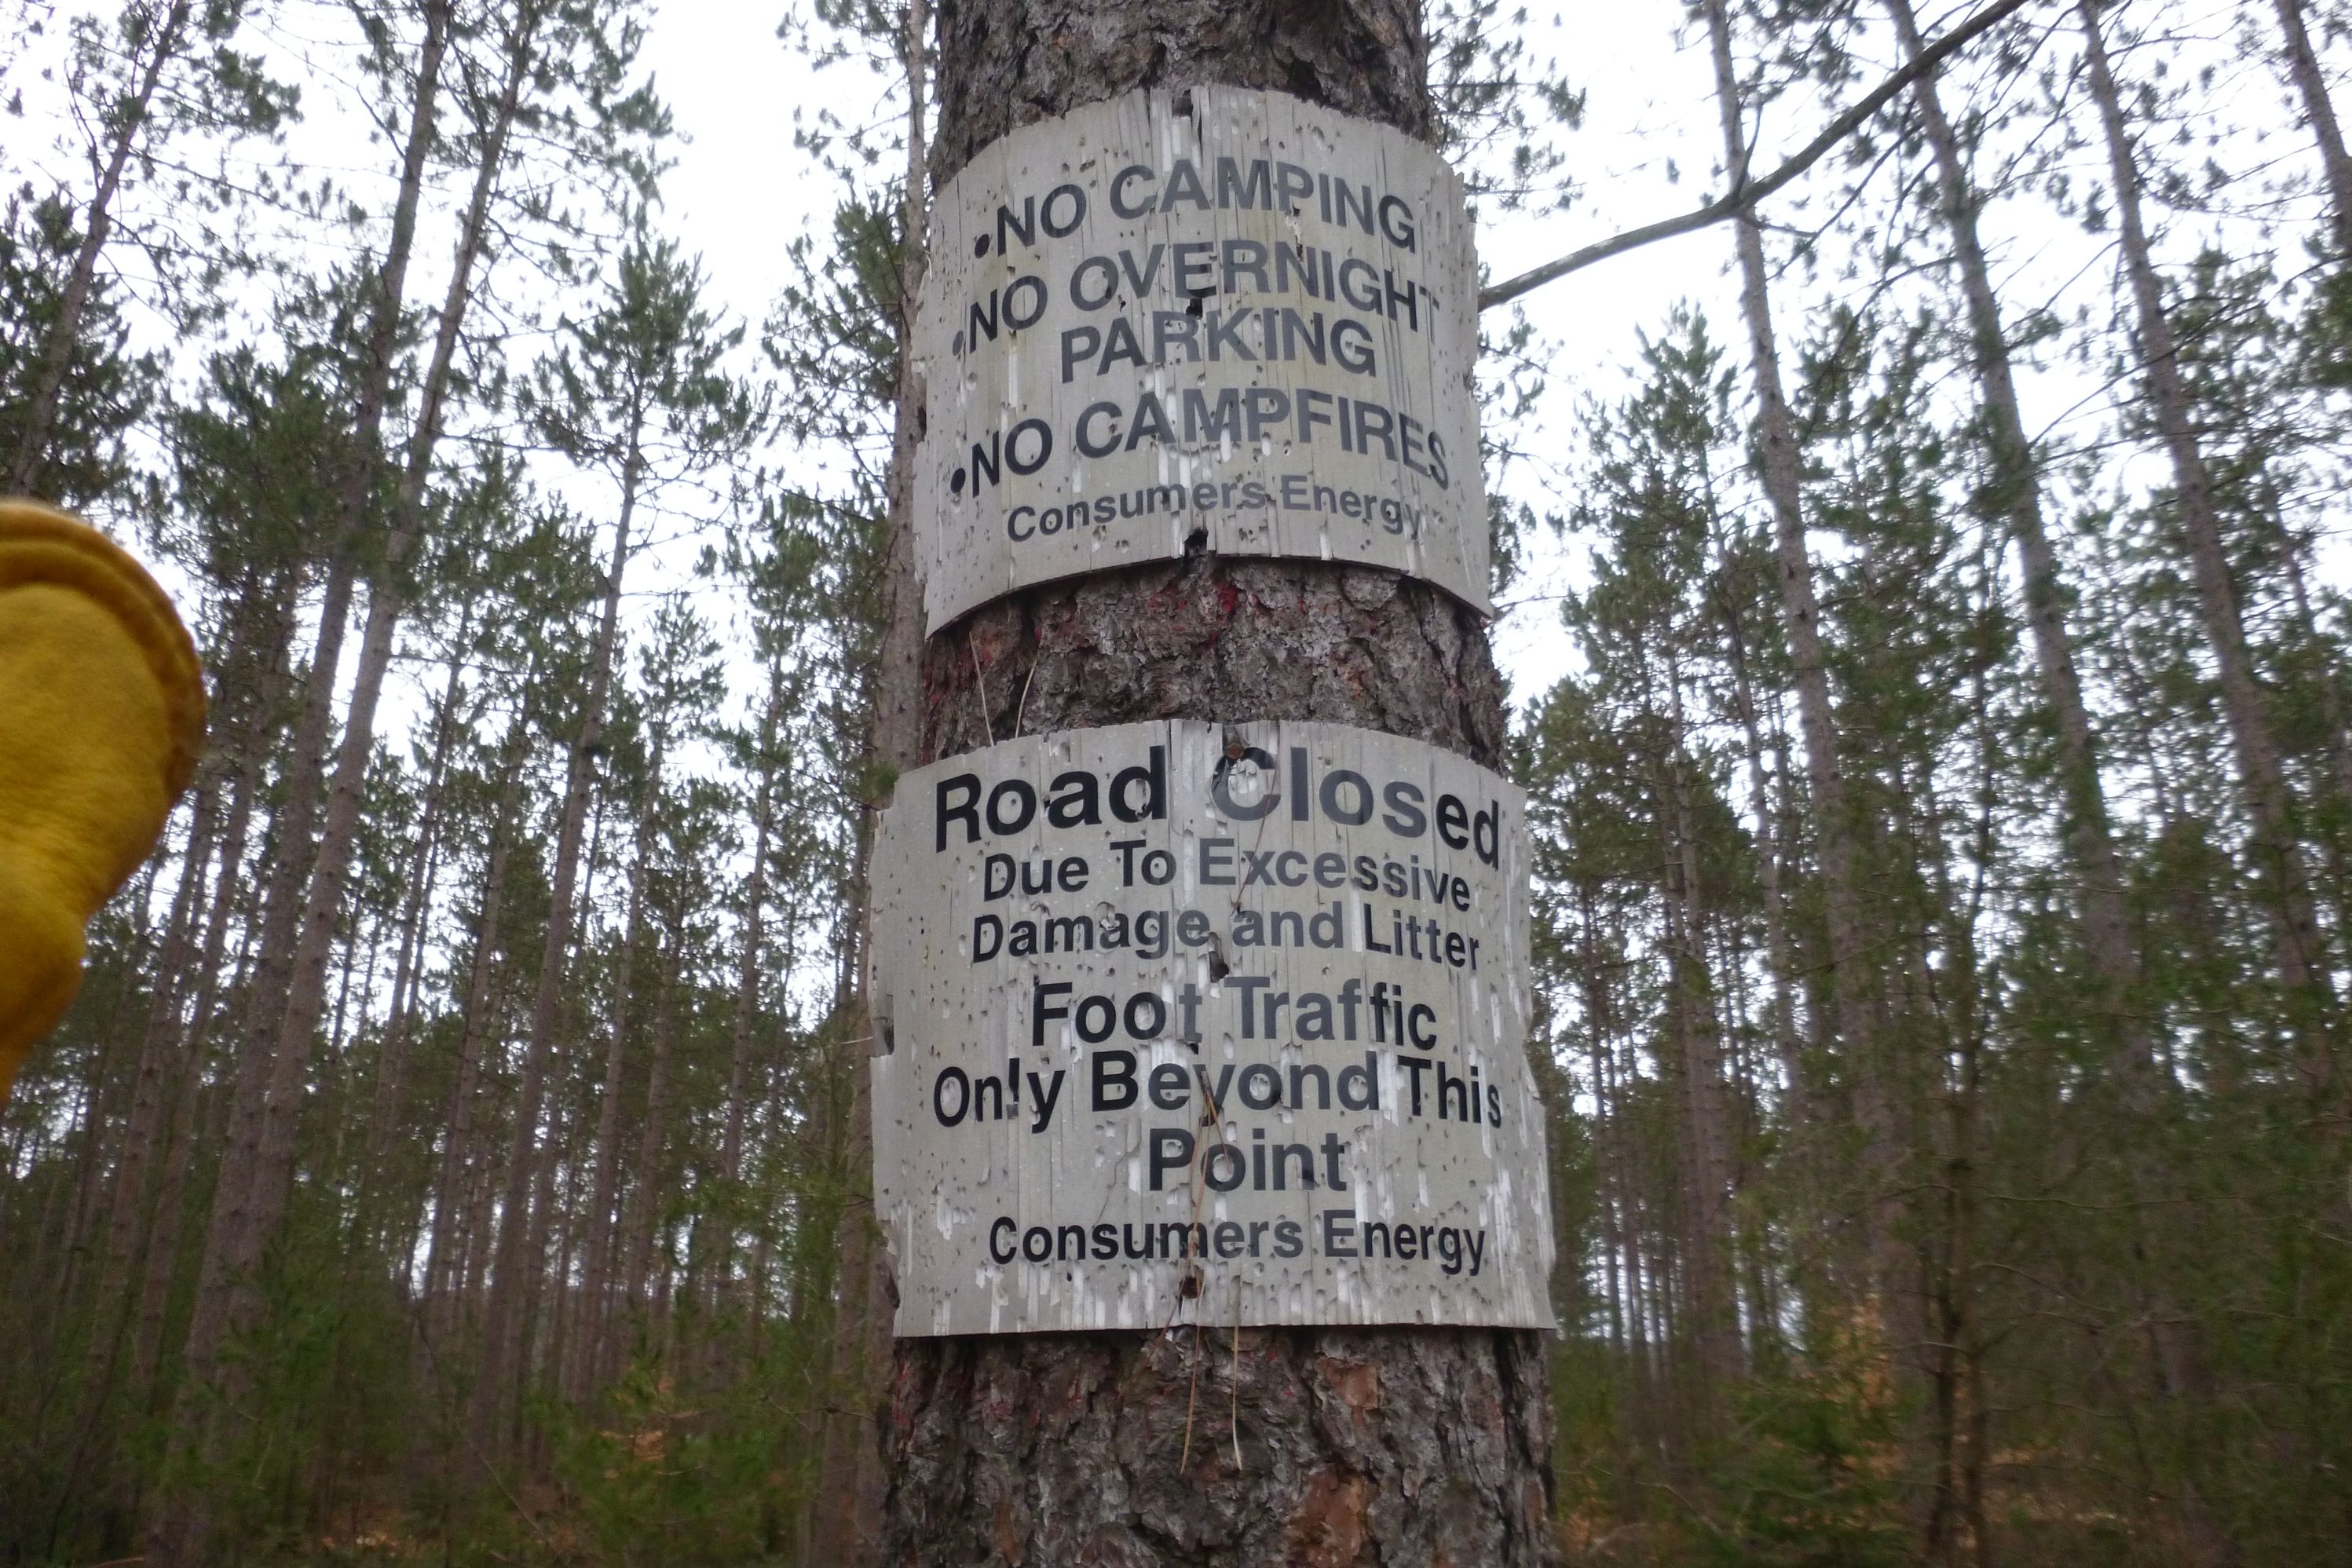 •NO CAMPING
•NO OVERNIGHT
PARKING
•NO CAMPFIRES
Consumers Energy
Road Closed
Due To Excessive
Damage and Litter
Foot Traffic
Only Beyond This
Point
Consumers Energy